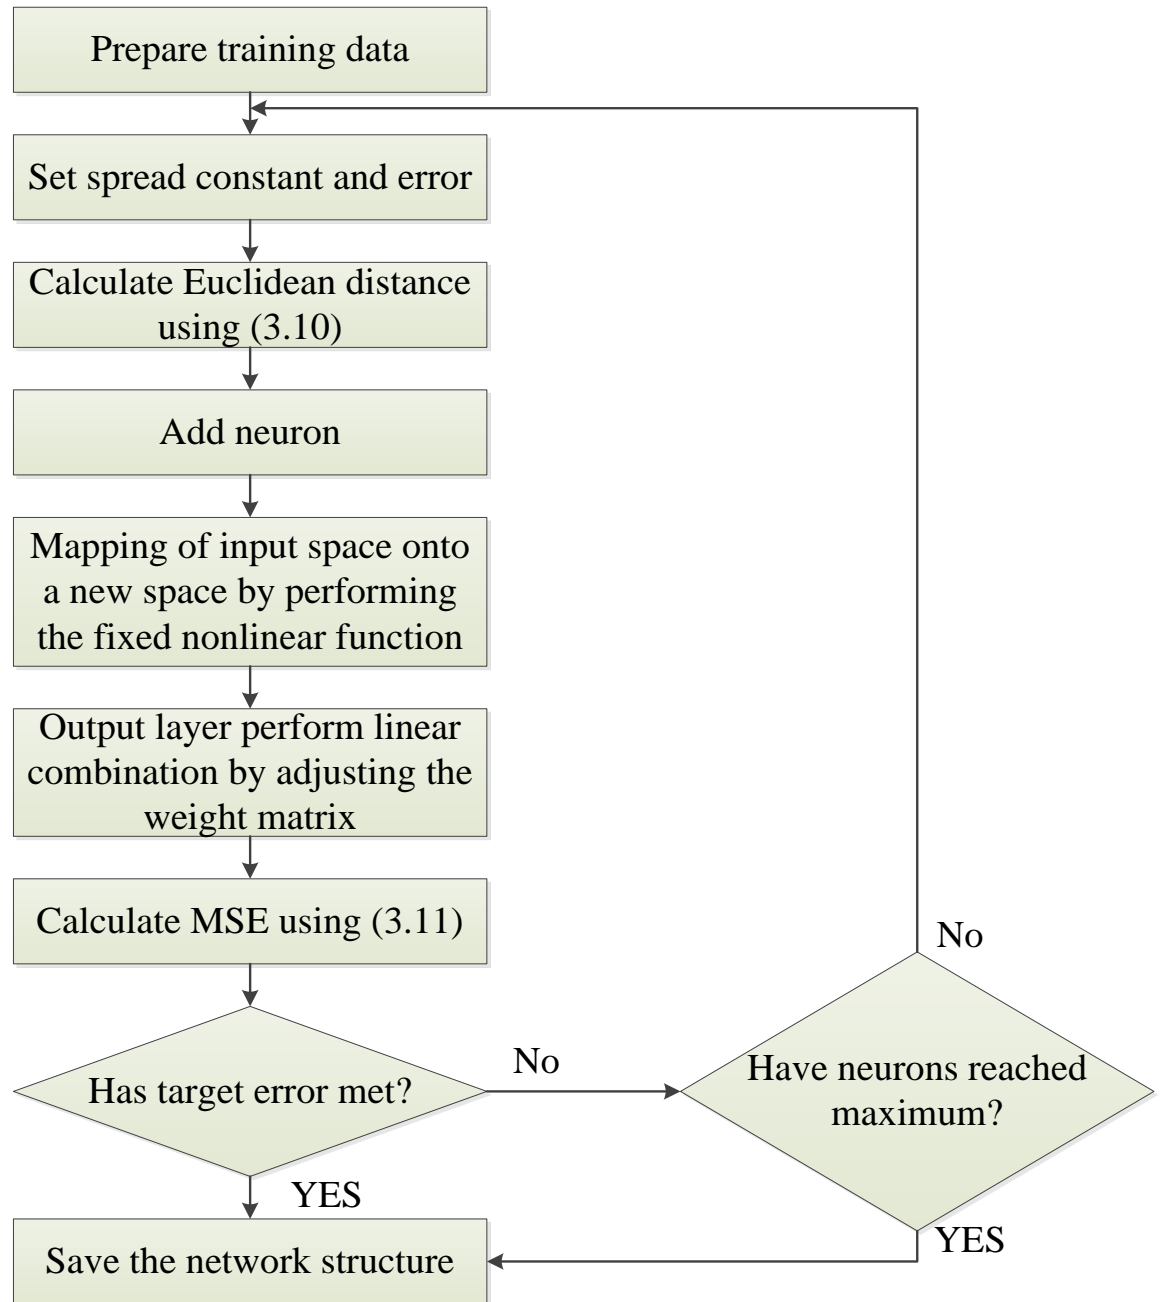 Prepare training data
Set spread constant and error
Calculate Euclidean distance
using (3.10)
Add neuron
Mapping of input space onto
a new space by performing
the fixed nonlinear function
Output layer perform linear
combination by adjusting the
weight matrix
Calculate MSE using (3.11)
No
Has target error met?
No
Have neurons reached
maximum?
YES
YES
Save the network structure